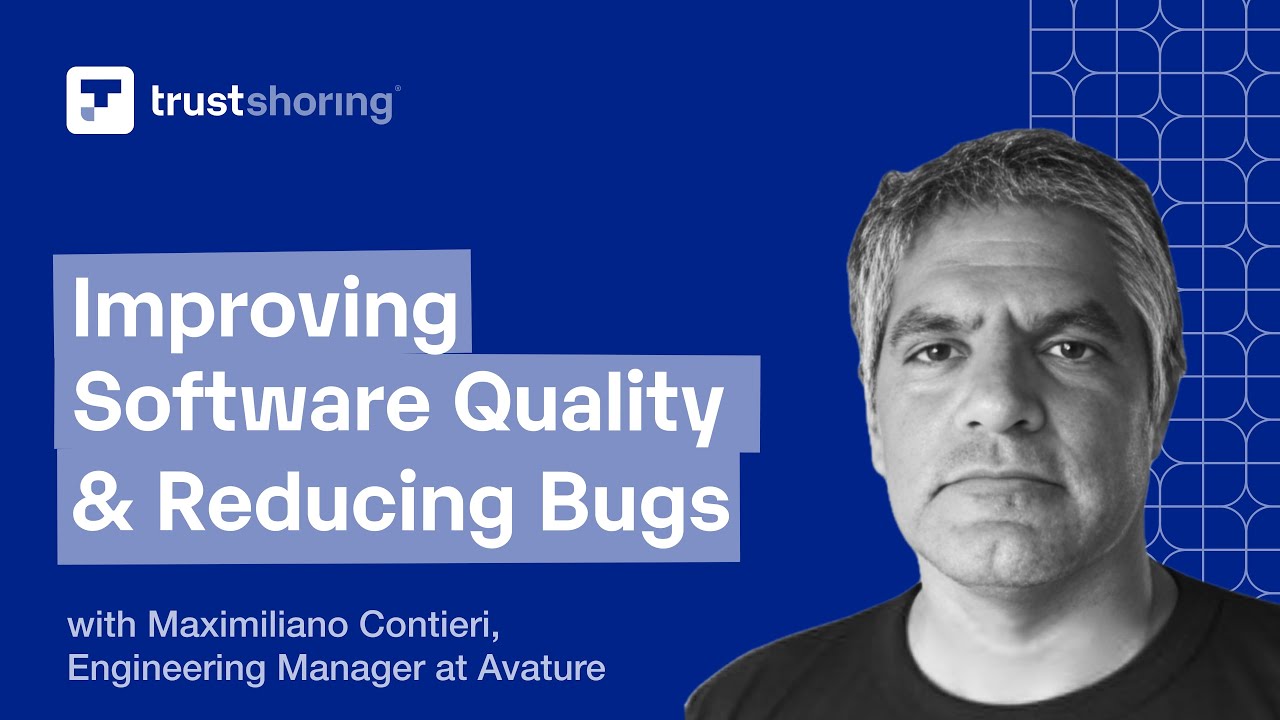 trustshoring®
Improving
Software Quality
& Reducing Bugs
with Maximiliano Contieri,
Engineering Manager at Avature